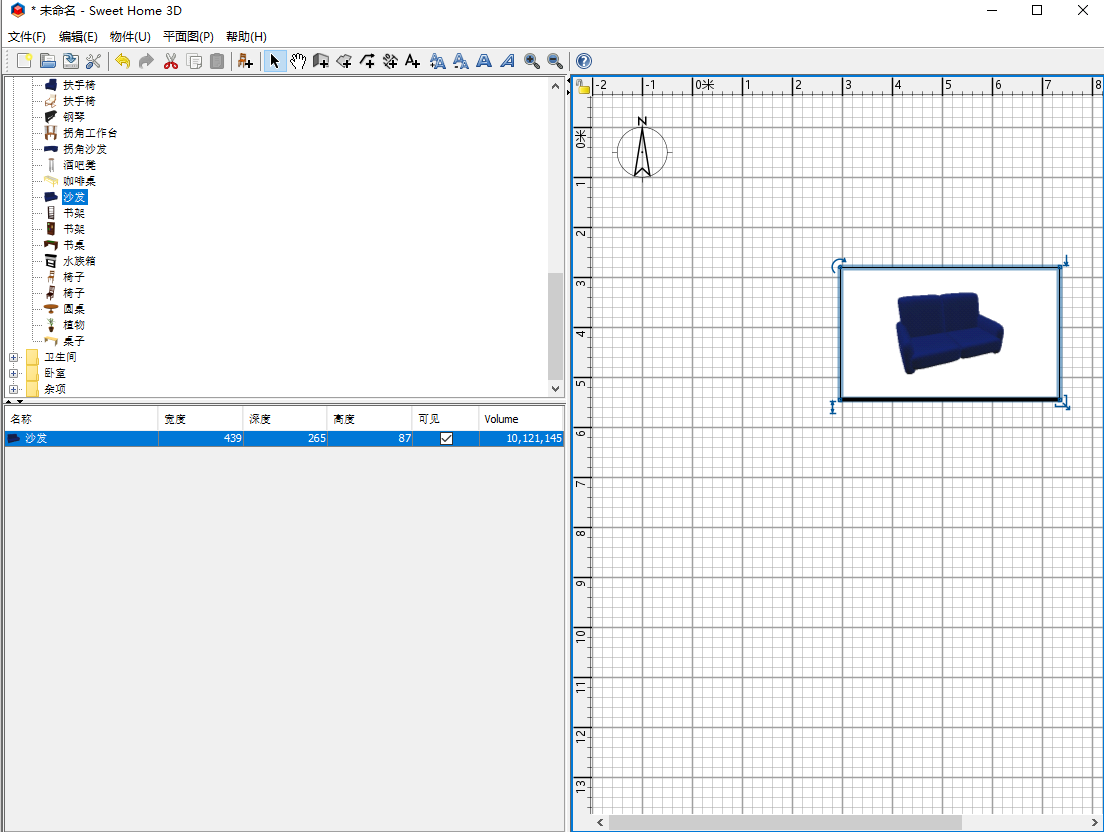 * 未命名 - Sweet Home 3D
文件(F) 编辑(E) 物件(U) 平面图(P) 帮助(H)
扶手椅
扶手椅
钢琴
拐角工作台
拐角沙发
酒吧凳
咖啡桌
沙发
书架
书架
书桌
水族箱
椅子
椅子
圆桌
植物
桌子
卫生间
卧室
杂项
名称 宽度 深度 高度 可见 Volume
沙发 439 265 87 10,121,145
-2 -1 0米 1 2 3 4 5 6 7 8
N
0米
1
2
3
4
5
6
7
8
9
10
11
12
13